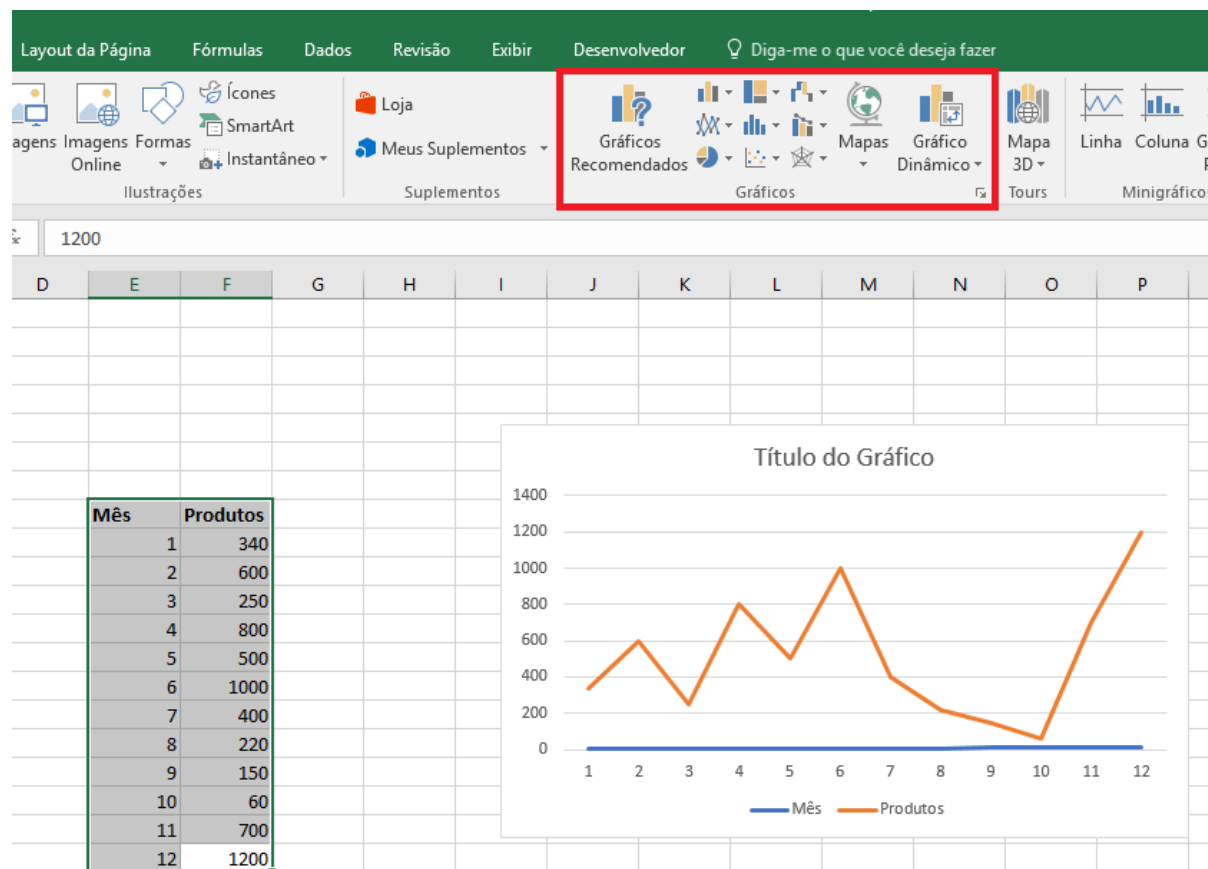 Layout da Página Fórmulas Dados Revisão Exibir Desenvolvedor Diga-me o que você deseja fazer
agens Imagens Online Formas Ícones SmartArt Instantâneo
Ilustrações
Loja
Meus Suplementos
Suplementos
Gráficos Recomendados
Mapas
Gráfico Dinâmico
Gráficos
Mapa 3D
Tours
Linha Coluna G
Minigráfico
1200
D E F G H I J K L M N O P
Mês Produtos
1 340
2 600
3 250
4 800
5 500
6 1000
7 400
8 220
9 150
10 60
11 700
12 1200
Título do Gráfico
1400
1200
1000
800
600
400
200
0
1 2 3 4 5 6 7 8 9 10 11 12
Mês Produtos